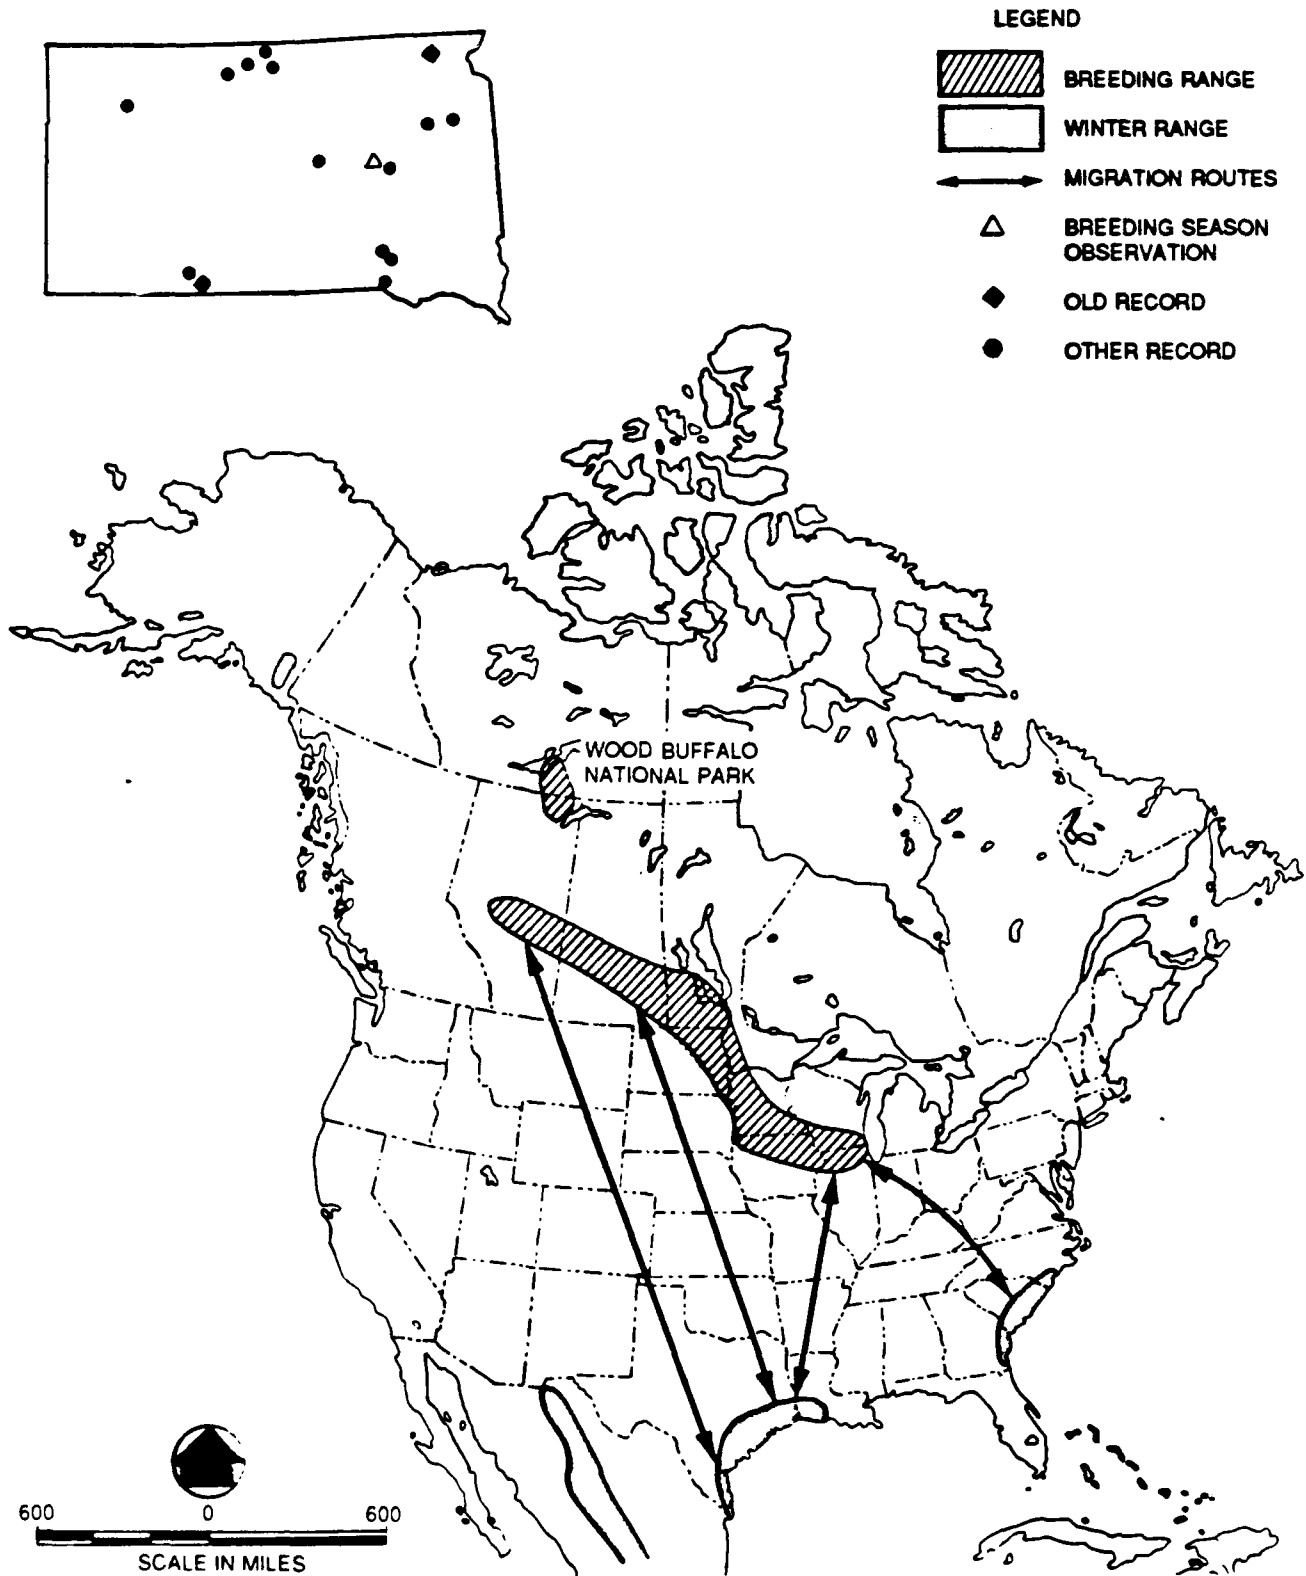 LEGEND
BREEDING RANGE
WINTER RANGE
MIGRATION ROUTES
BREEDING SEASON
OBSERVATION
OLD RECORD
OTHER RECORD
WOOD BUFFALO
NATIONAL PARK
600 0 600
SCALE IN MILES